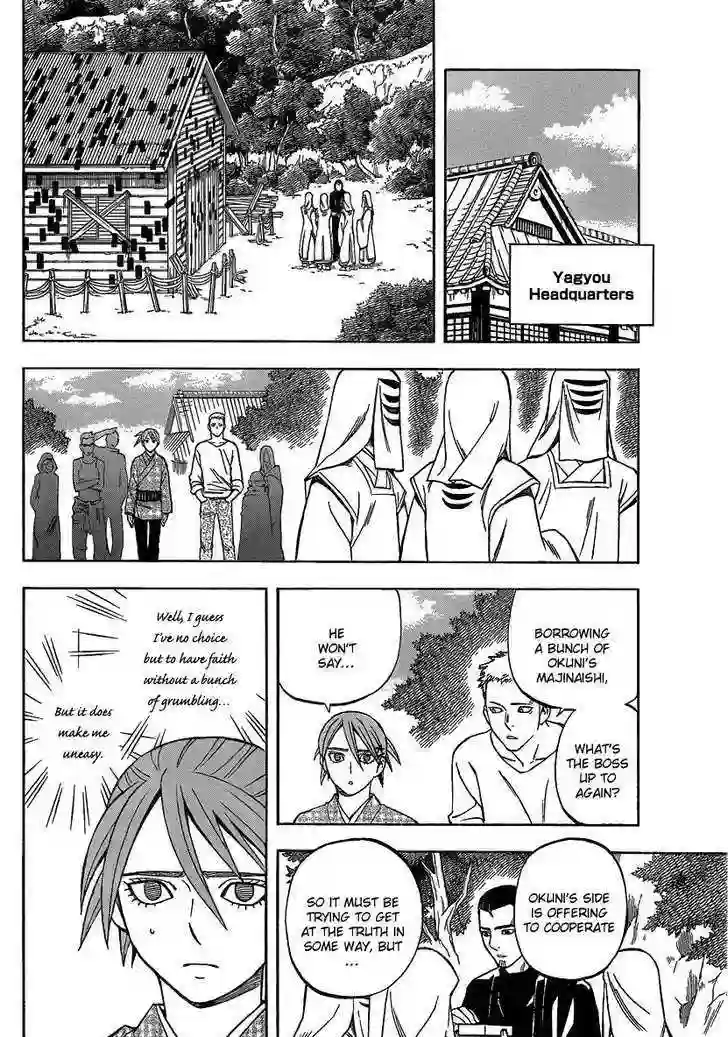 Yagyou
Headquarters
BORROWING
A BUNCH OF
OKUNI'S
MAJINAISHI,
WHAT'S
THE BOSS
UP TO
AGAIN?
HE
WON'T
SAY...
Well, I guess
I've no choice
but to have faith
without a bunch
of grumbling...
But it does
make me
uneasy.
OKUNI'S SIDE
IS OFFERING
TO COOPERATE
SO IT MUST BE
TRYING TO GET
AT THE TRUTH IN
SOME WAY, BUT
...